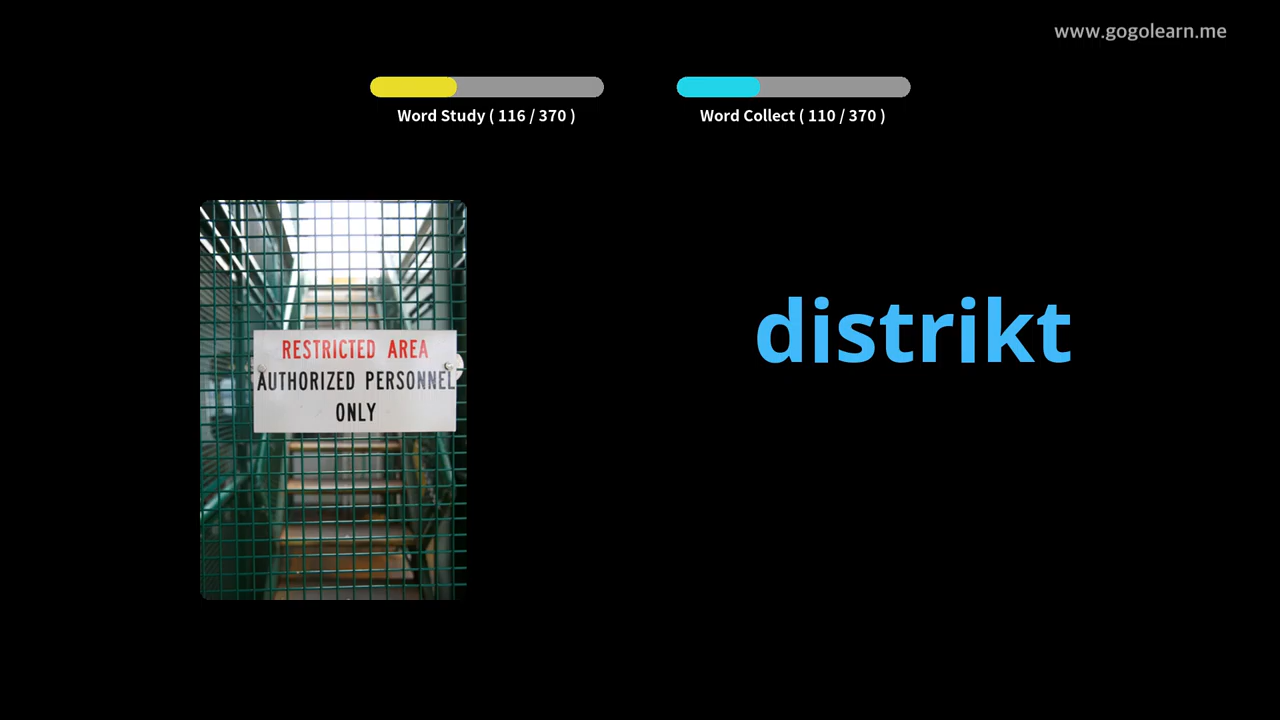 www.gogolearn.me
Word Study ( 116 / 370 )
Word Collect ( 110 / 370 )
RESTRICTED AREA
AUTHORIZED PERSONNEL
ONLY
distrikt